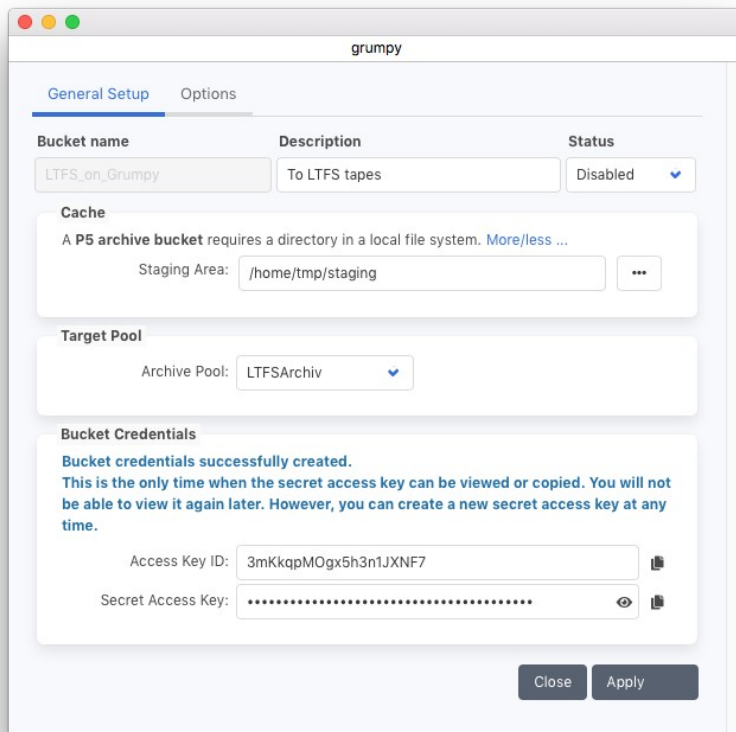 grumpy
General Setup Options
Bucket name Description Status
LTFS_on_Grumpy To LTFS tapes Disabled
Cache
A P5 archive bucket requires a directory in a local file system. More/less ...
Staging Area: /home/tmp/staging •••
Target Pool
Archive Pool: LTFSArchiv
Bucket Credentials
Bucket credentials successfully created.
This is the only time when the secret access key can be viewed or copied. You will not
be able to view it again later. However, you can create a new secret access key at any
time.
Access Key ID: 3mKkqpMOgx5h3n1JXNF7
Secret Access Key: ••••••••••••••••••••••••••••••••••••••••
Close Apply